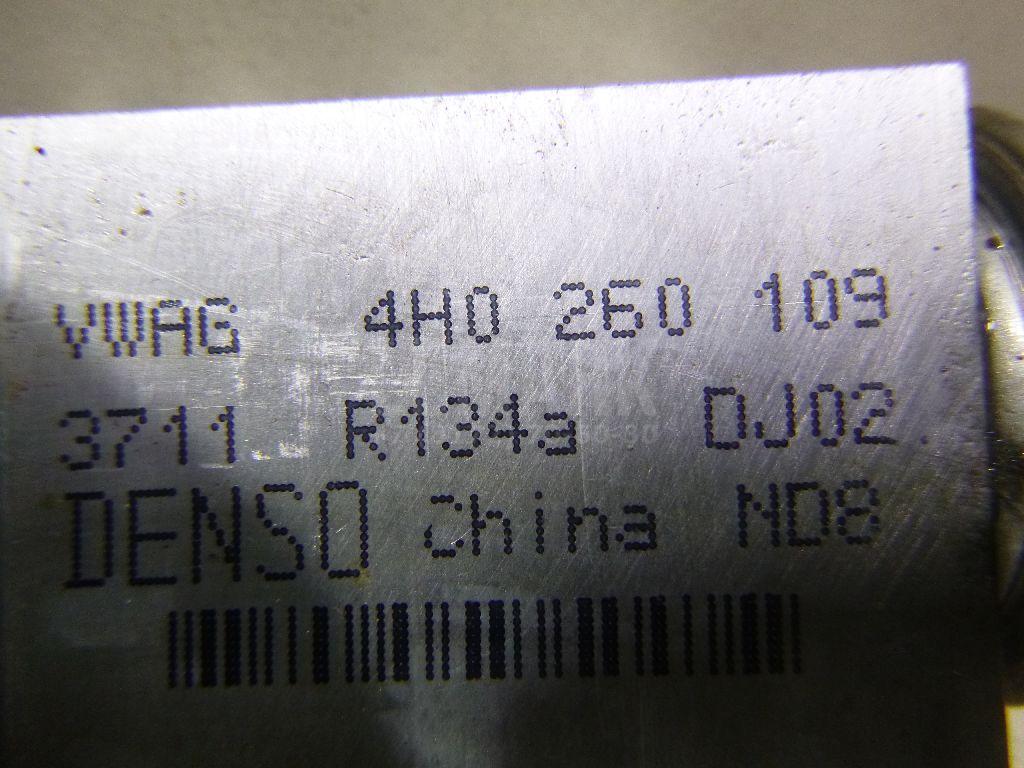 VWAG 4H0 260 109
3711 R134a DJ02
DENSO China ND8